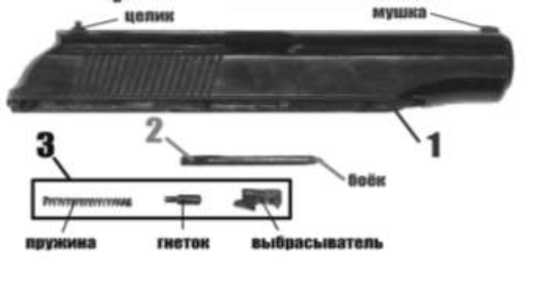 целик
мушка
1
2
3
боёк
пружина
гнеток
выбрасыватель